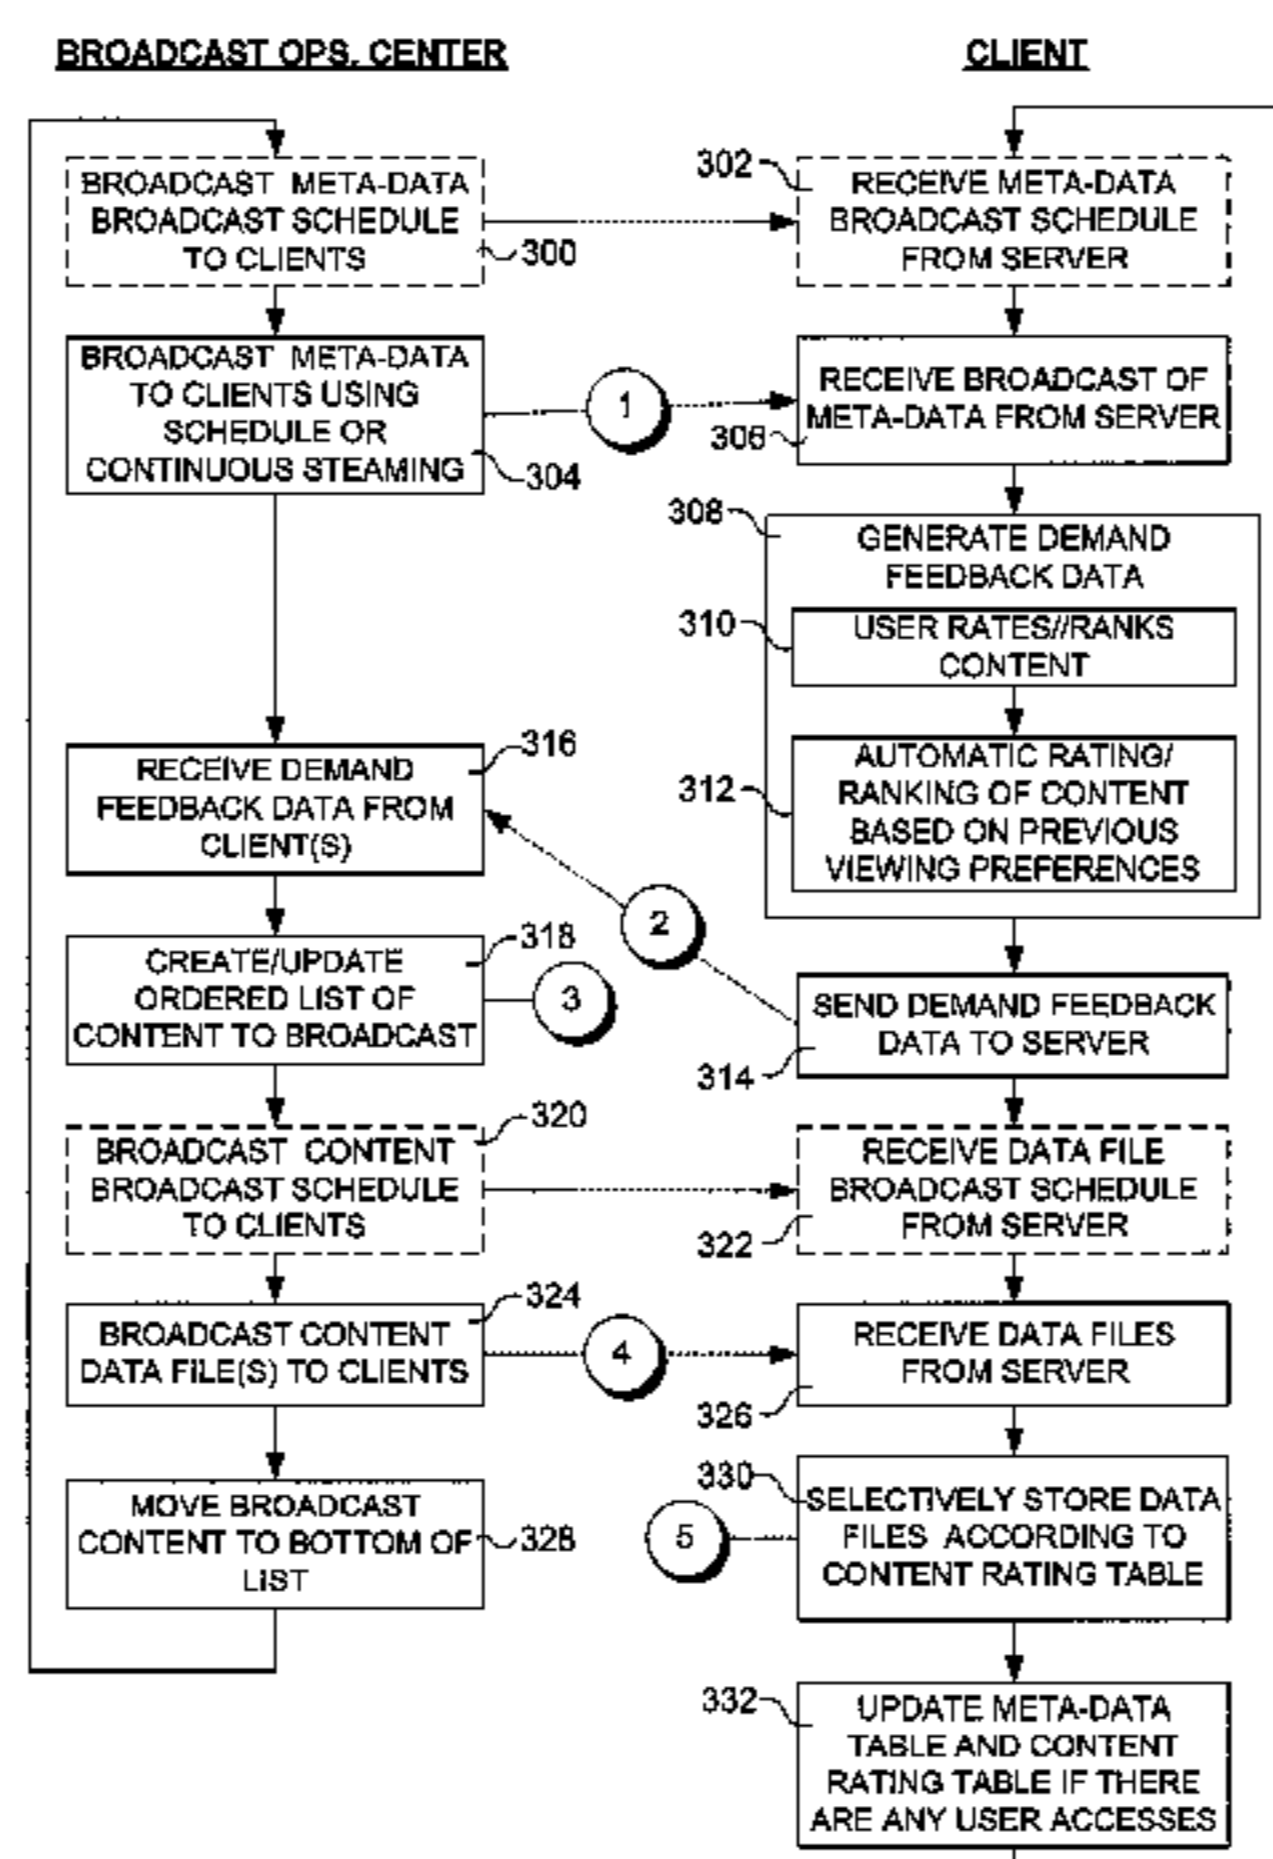 BROADCAST OPS. CENTER
CLIENT
BROADCAST META-DATA
BROADCAST SCHEDULE
TO CLIENTS
300
302
RECEIVE META-DATA
BROADCAST SCHEDULE
FROM SERVER
BROADCAST META-DATA
TO CLIENTS USING
SCHEDULE OR
CONTINUOUS STEAMING
304
1
RECEIVE BROADCAST OF
META-DATA FROM SERVER
306
308
GENERATE DEMAND
FEEDBACK DATA
310
USER RATES//RANKS
CONTENT
312
AUTOMATIC RATING/
RANKING OF CONTENT
BASED ON PREVIOUS
VIEWING PREFERENCES
316
RECEIVE DEMAND
FEEDBACK DATA FROM
CLIENT(S)
2
318
CREATE/UPDATE
ORDERED LIST OF
CONTENT TO BROADCAST
3
SEND DEMAND FEEDBACK
DATA TO SERVER
314
320
BROADCAST CONTENT
BROADCAST SCHEDULE
TO CLIENTS
RECEIVE DATA FILE
BROADCAST SCHEDULE
FROM SERVER
322
324
BROADCAST CONTENT
DATA FILE(S) TO CLIENTS
4
RECEIVE DATA FILES
FROM SERVER
326
MOVE BROADCAST
CONTENT TO BOTTOM OF
LIST
328
330
5
SELECTIVELY STORE DATA
FILES ACCORDING TO
CONTENT RATING TABLE
332
UPDATE META-DATA
TABLE AND CONTENT
RATING TABLE IF THERE
ARE ANY USER ACCESSES